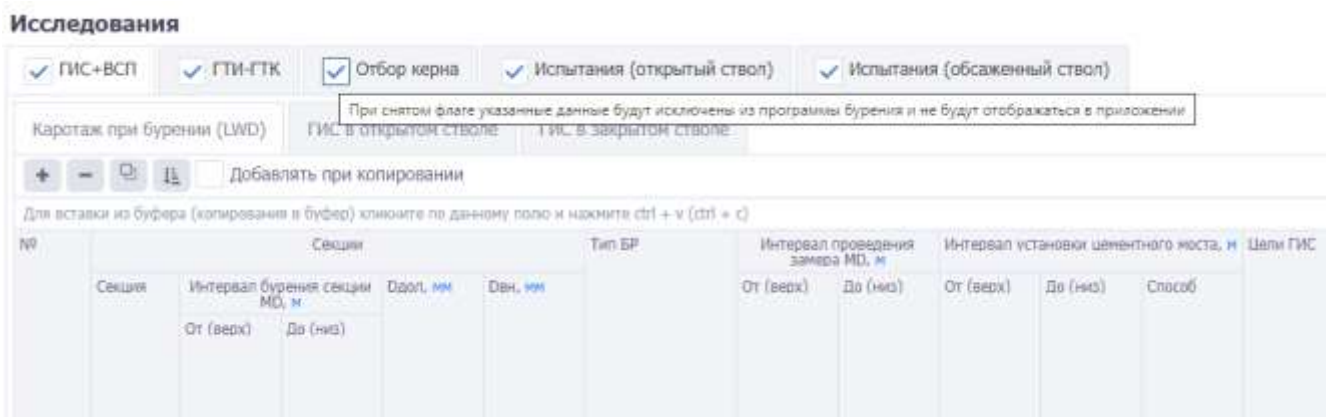 Исследования
ГИС+ВСП ГТИ-ГТК Отбор керна Испытания (открытый ствол) Испытания (обсаженный ствол)
При снятом флаге указанные данные будут исключены из программы бурения и не будут отображаться в приложении
Каротаж при бурении (LWD) ГИС в открытом стволе ГИС в закрытом стволе
Добавлять при копировании
Для вставки из буфера (копирования в буфер) кликните по данному полю и нажмите ctrl + v (ctrl + c)
№ Секции Тип БР Интервал проведения замера MD, м Интервал установки цементного моста, м Цели ГИС
Секция Интервал бурения секции MD, м Dдол, мм Dвн, мм От (верх) До (низ) От (верх) До (низ) Способ
От (верх) До (низ)